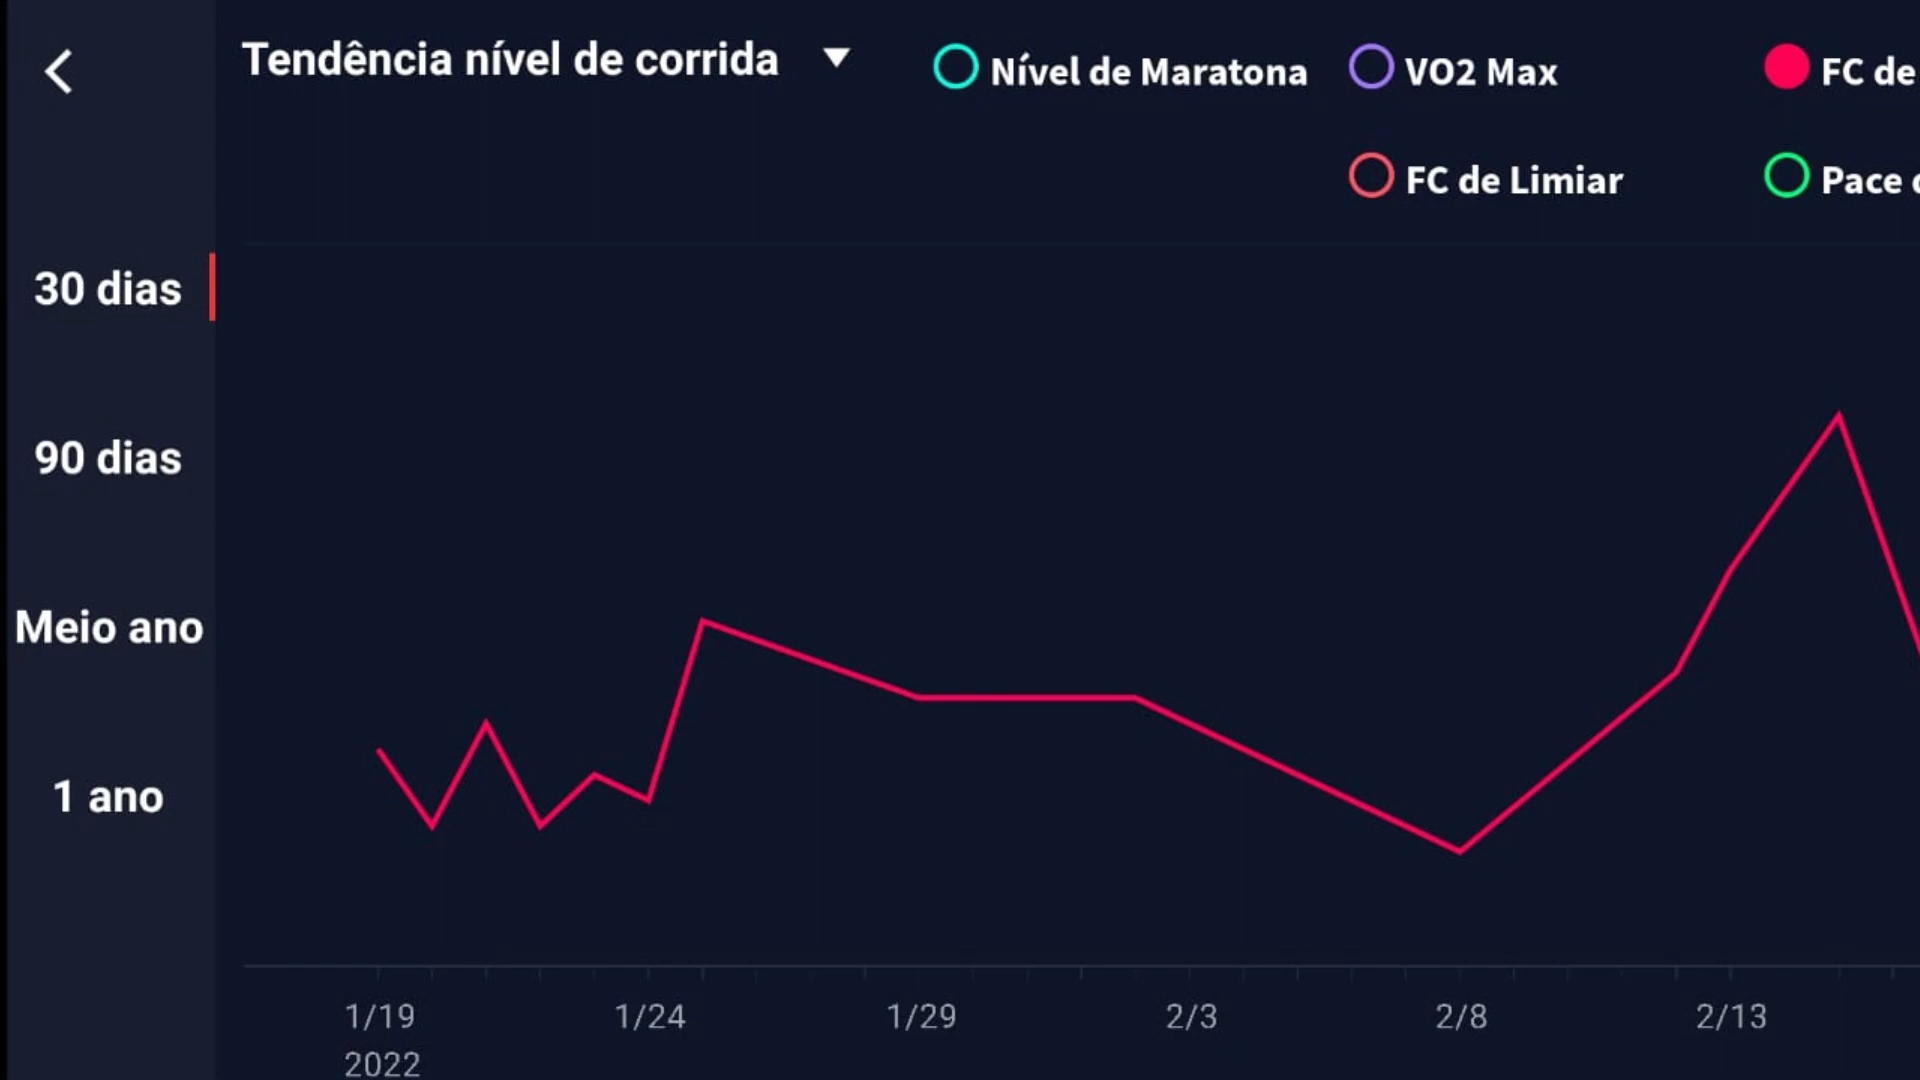 Tendência nível de corrida
Nível de Maratona
VO2 Max
FC de
FC de Limiar
Pace
30 dias
90 dias
Meio ano
1 ano
1/19
1/24
1/29
2/3
2/8
2/13
2022